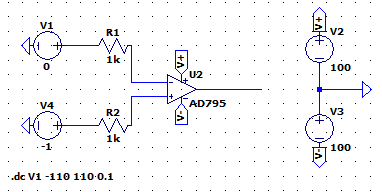 V1
0
R1
1k
V+
U2
AD795
V-
V4
-1
R2
1k
V+
V2
100
V3
100
V-
.dc V1 -110 110 0.1